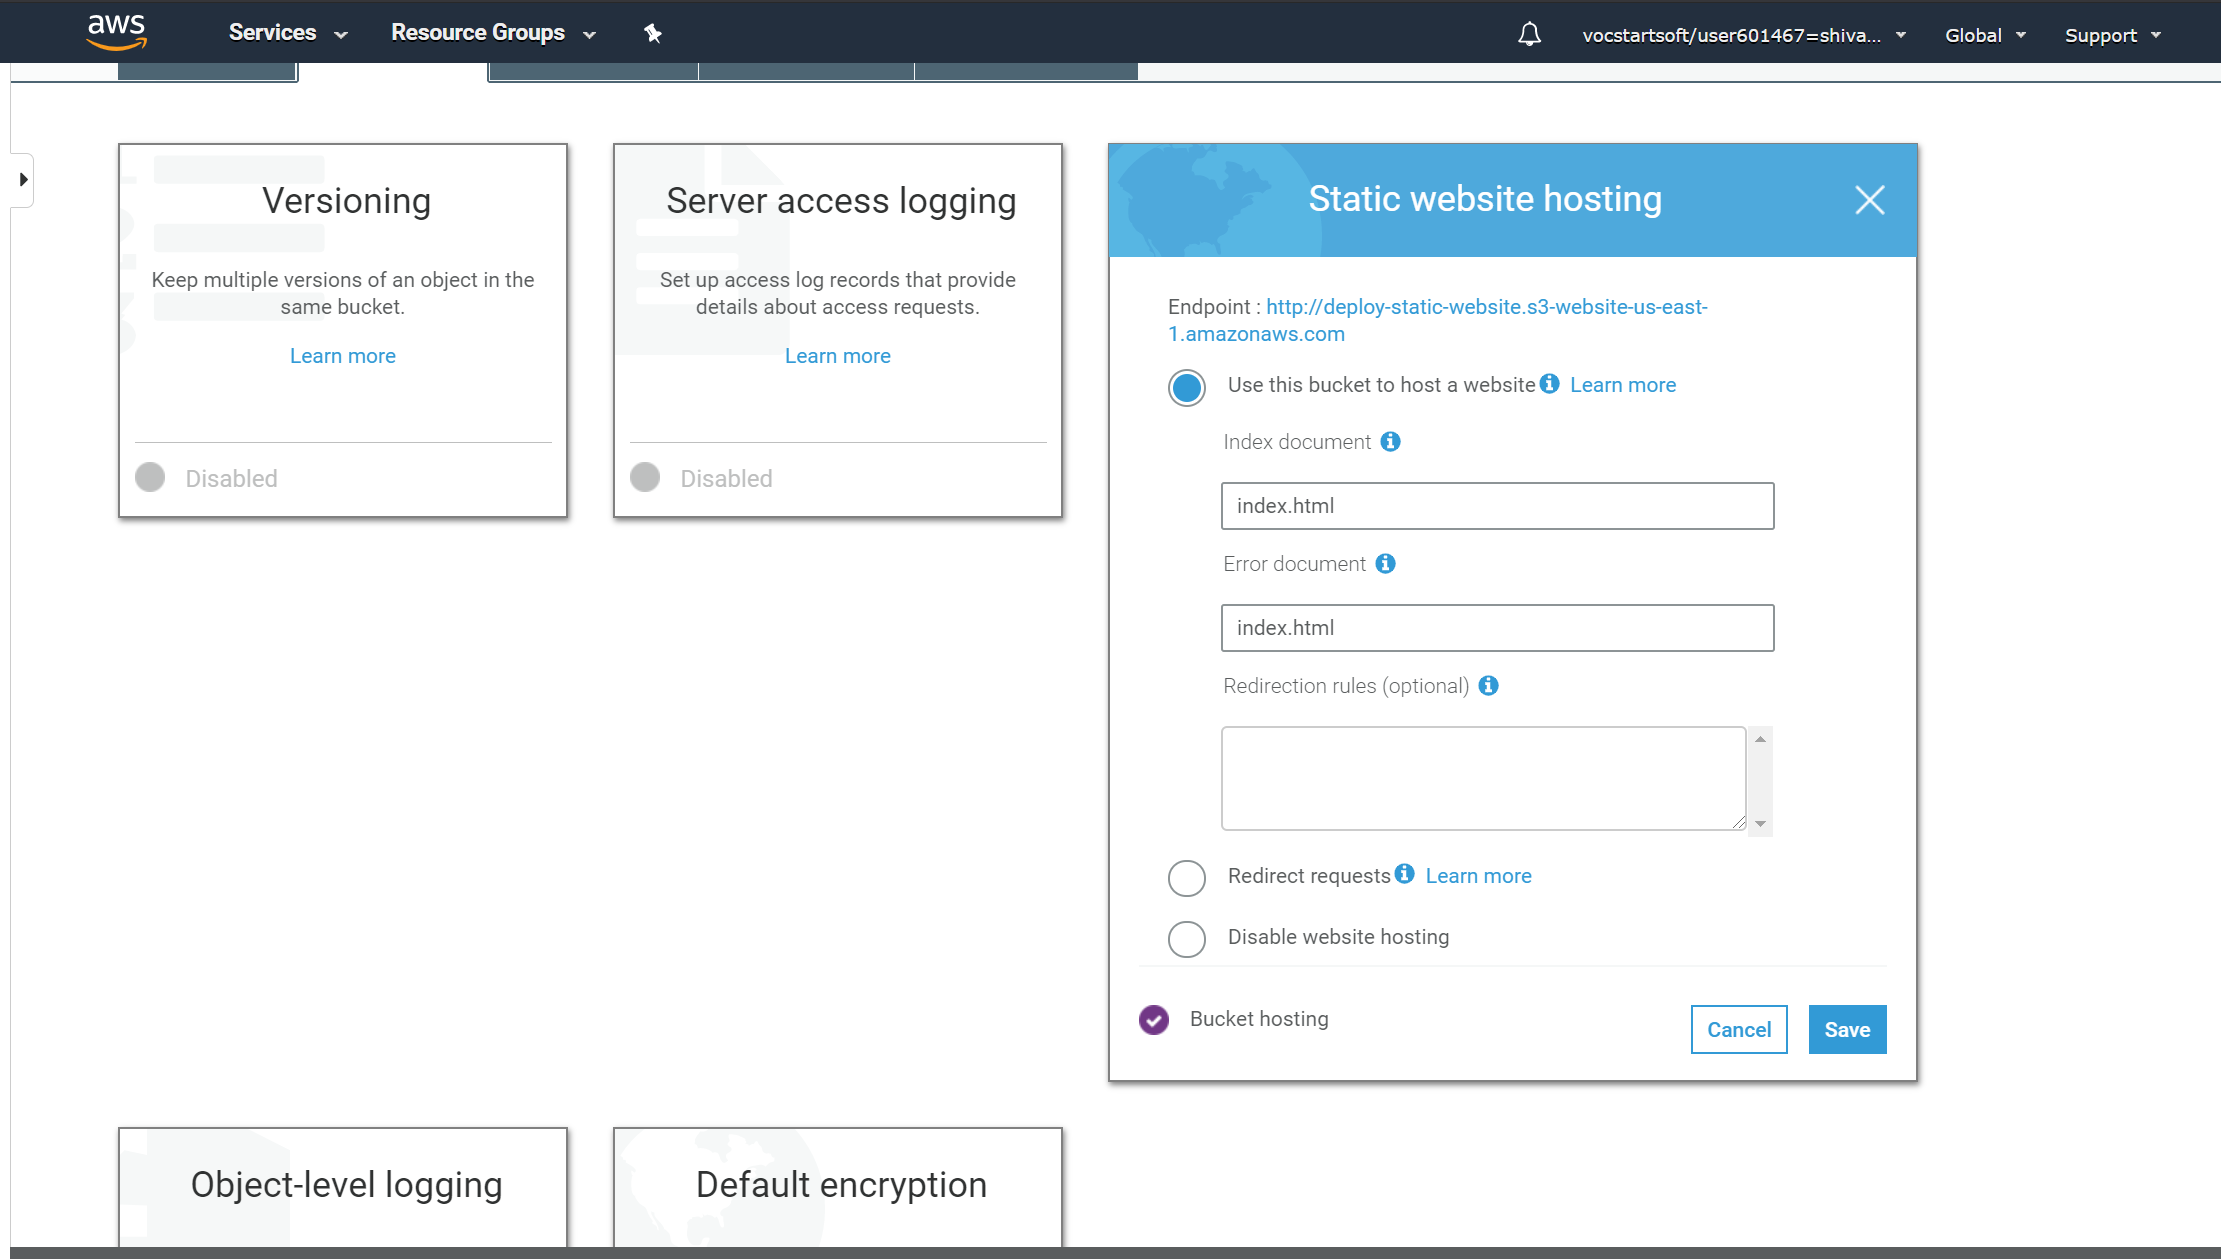 aws
Services
Resource Groups
vocstartsoft/user601467=shiva...
Global
Support
Versioning
Keep multiple versions of an object in the
same bucket.
Learn more
Disabled
Server access logging
Set up access log records that provide
details about access requests.
Learn more
Disabled
Static website hosting
Endpoint : http://deploy-static-website.s3-website-us-east-
1.amazonaws.com
Use this bucket to host a website Learn more
Index document
index.html
Error document
index.html
Redirection rules (optional)
Redirect requests Learn more
Disable website hosting
Bucket hosting
Cancel
Save
Object-level logging
Default encryption